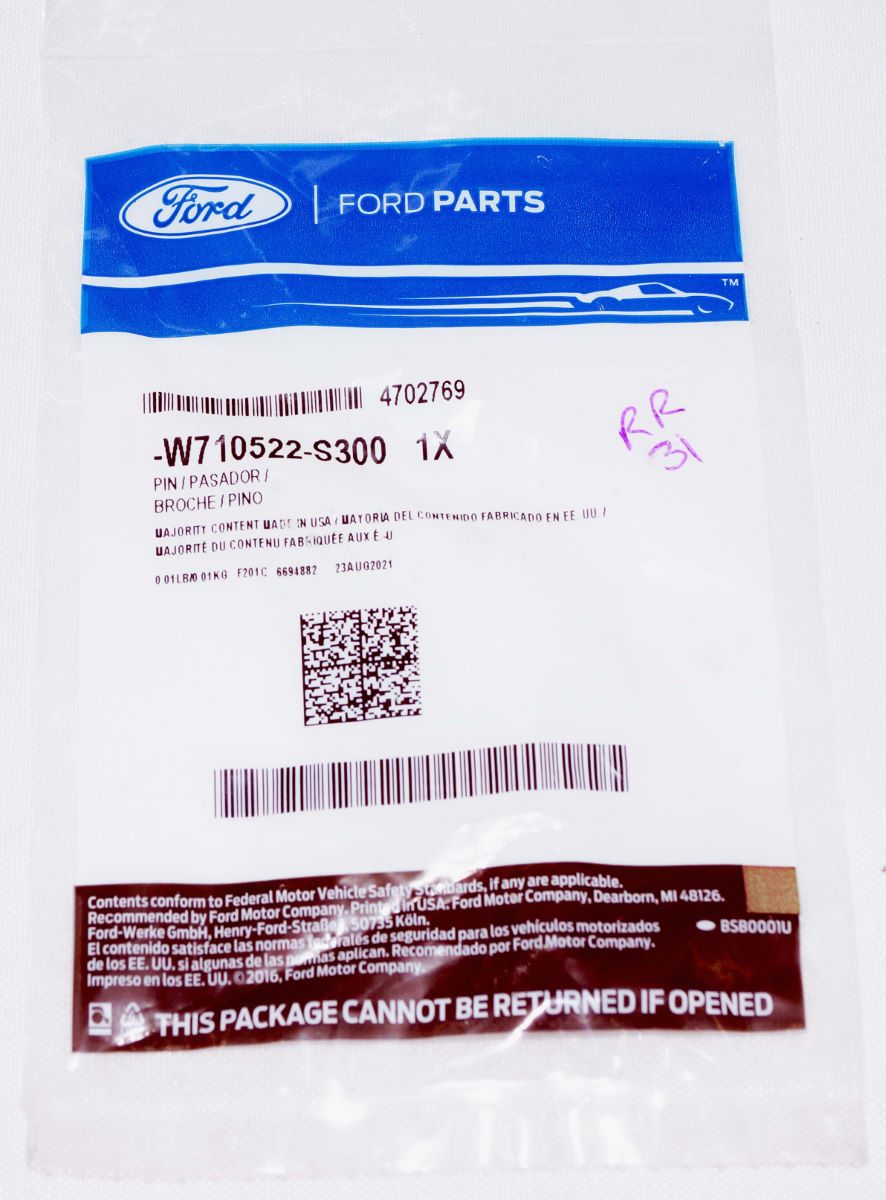 Ford | FORD PARTS
TM
4702769
-W710522-S300 1X
RR
31
PIN / PASADOR /
BROCHE / PINO
MAJORITY CONTENT MADE IN USA / MAYORIA DEL CONTENIDO FABRICADO EN EE. UU. /
MAJORITÉ DU CONTENU FABRIQUÉE AUX É.-U
0.01LB/0.01KG F201C 6694882 23AUG2021
Contents conform to Federal Motor Vehicle Safety Standards, if any are applicable.
Recommended by Ford Motor Company. Printed in USA. Ford Motor Company, Dearborn, MI 48126.
Ford-Werke GmbH, Henry-Ford-Straße, 50735 Köln.
El contenido satisface las normas federales de seguridad para los vehículos motorizados
de los EE. UU. si algunas de las normas aplican. Recomendado por Ford Motor Company.
Impreso en los EE. UU. ©2016, Ford Motor Company.
BSB0001U
THIS PACKAGE CANNOT BE RETURNED IF OPENED